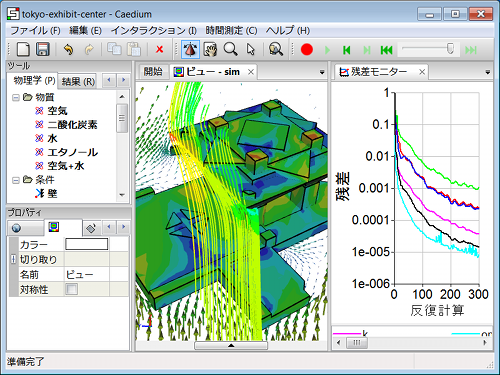 tokyo-exhibit-center - Caedium
ファイル (F) 編集 (E) インタラクション (I) 時間測定 (C) ヘルプ (H)
ツール
物理学 (P) 結果 (R)
物質
空気
二酸化炭素
水
エタノール
空気+水
条件
壁
プロパティ
カラー
切り取り
名前 ビュー
対称性
開始 ビュー - sim
残差モニター
1
0.1
0.01
0.001
0.0001
1e-005
1e-006
残差
0 100 200 300
反復計算
k
準備完了